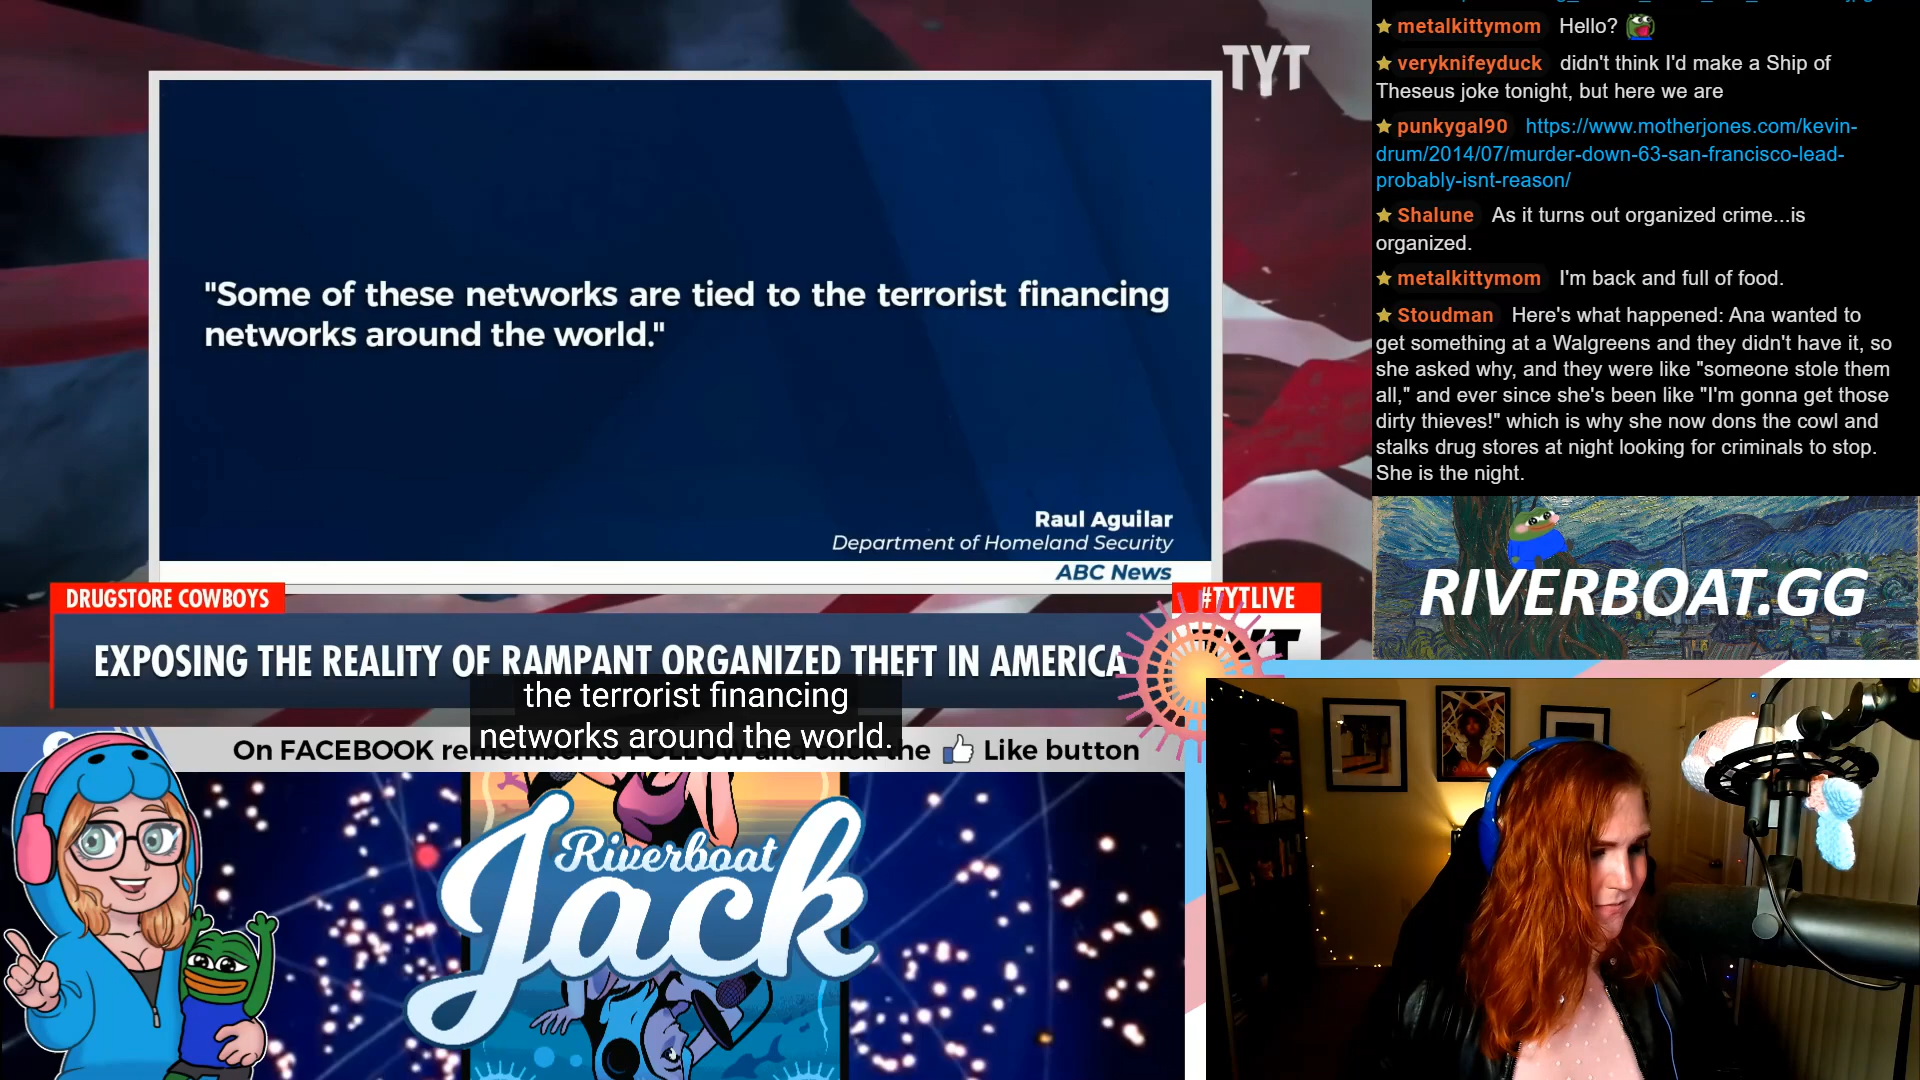 TYT
"Some of these networks are tied to the terrorist financing
networks around the world."
Raul Aguilar
Department of Homeland Security
ABC News
DRUGSTORE COWBOYS
#TYTLIVE
EXPOSING THE REALITY OF RAMPANT ORGANIZED THEFT IN AMERICA
the terrorist financing
networks around the world.
On FACEBOOK remember to FOLLOW and click the Like button
Riverboat
Jack
metalkittymom Hello?
veryknifeyduck didn't think I'd make a Ship of
Theseus joke tonight, but here we are
punkygal90 https://www.motherjones.com/kevin-
drum/2014/07/murder-down-63-san-francisco-lead-
probably-isnt-reason/
Shalune As it turns out organized crime...is
organized.
metalkittymom I'm back and full of food.
Stoudman Here's what happened: Ana wanted to
get something at a Walgreens and they didn't have it, so
she asked why, and they were like "someone stole them
all," and ever since she's been like "I'm gonna get those
dirty thieves!" which is why she now dons the cowl and
stalks drug stores at night looking for criminals to stop.
She is the night.
RIVERBOAT.GG